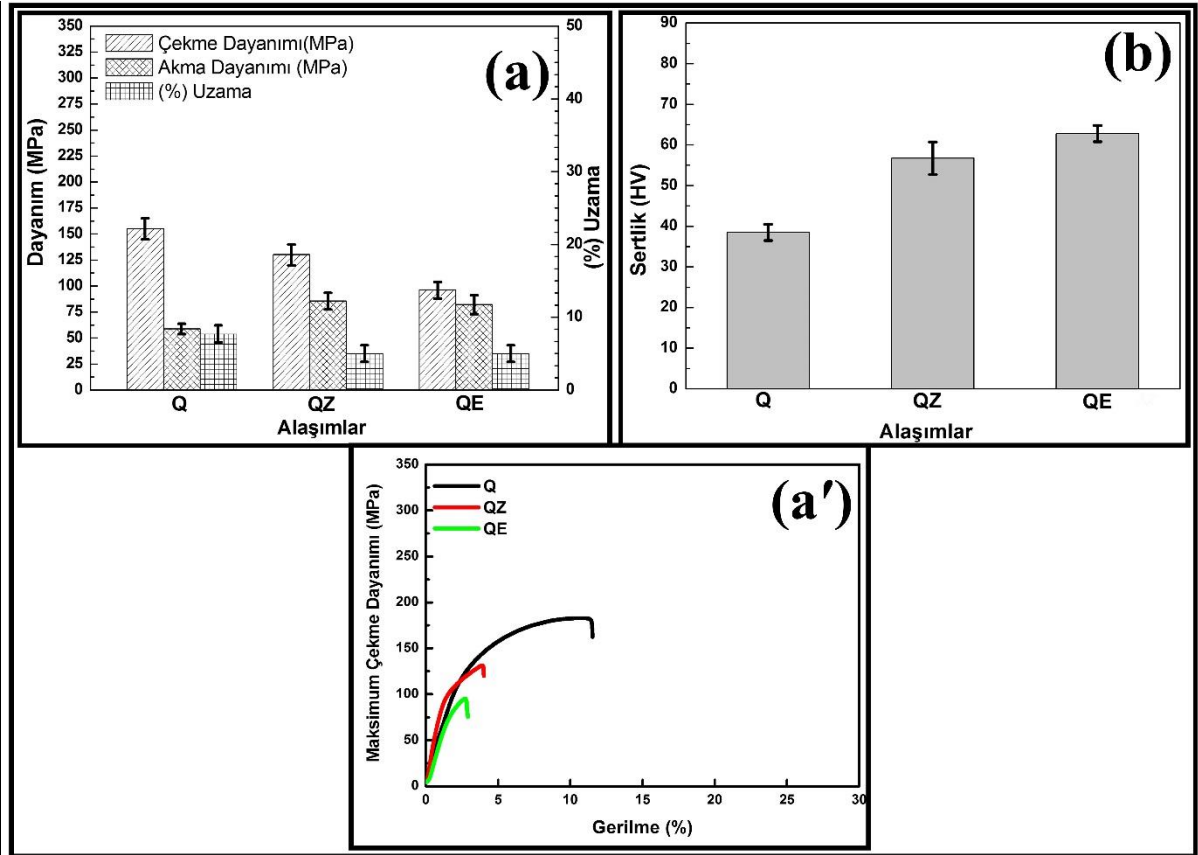 (a)
Çekme Dayanımı(MPa)
Akma Dayanımı (MPa)
(%) Uzama
Dayanım (MPa)
350
325
300
275
250
225
200
175
150
125
100
75
50
25
0
50
40
30
20
10
0
(%) Uzama
Q QZ QE
Alaşımlar
(b)
Sertlik (HV)
90
80
70
60
50
40
30
20
10
0
Q QZ QE
Alaşımlar
(a′)
Q
QZ
QE
Maksimum Çekme Dayanımı (MPa)
350
300
250
200
150
100
50
0
0 5 10 15 20 25 30
Gerilme (%)